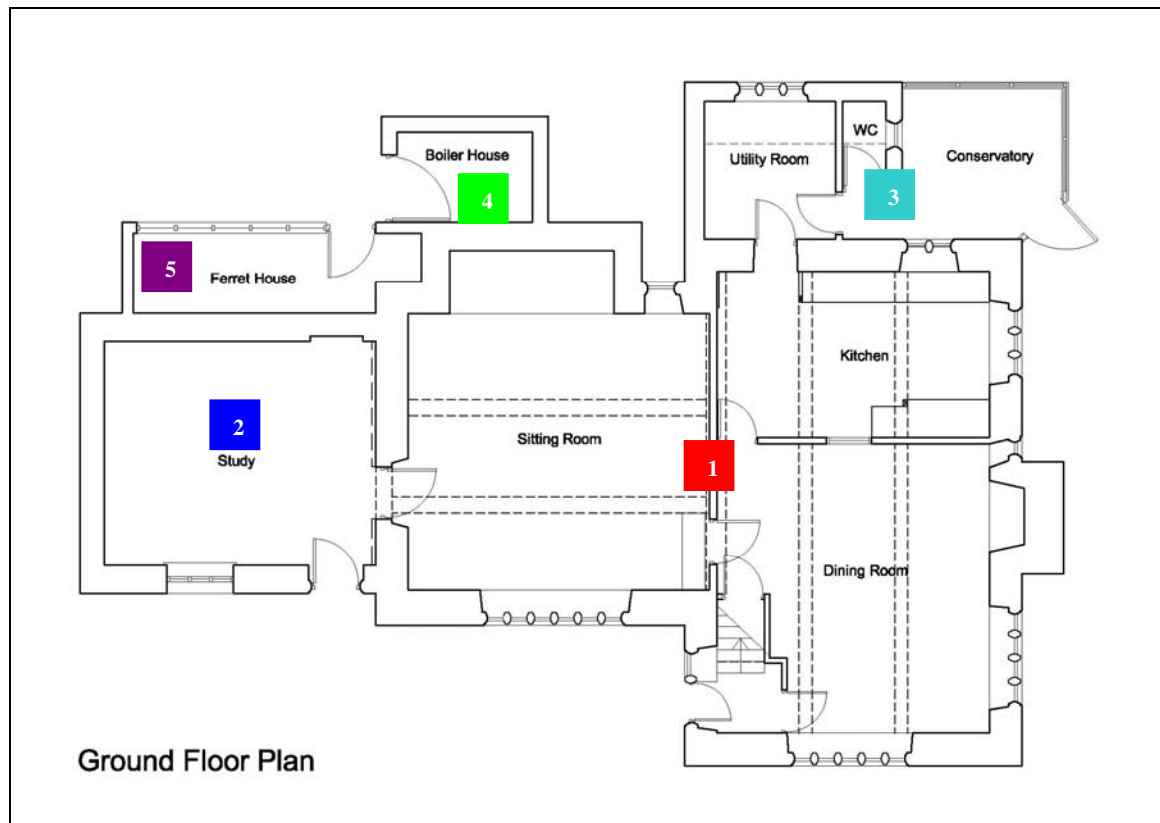 WC
Boiler House
Utility Room
Conservatory
4
3
5
Ferret House
Kitchen
2
Sitting Room
Study
1
Dining Room
Ground Floor Plan